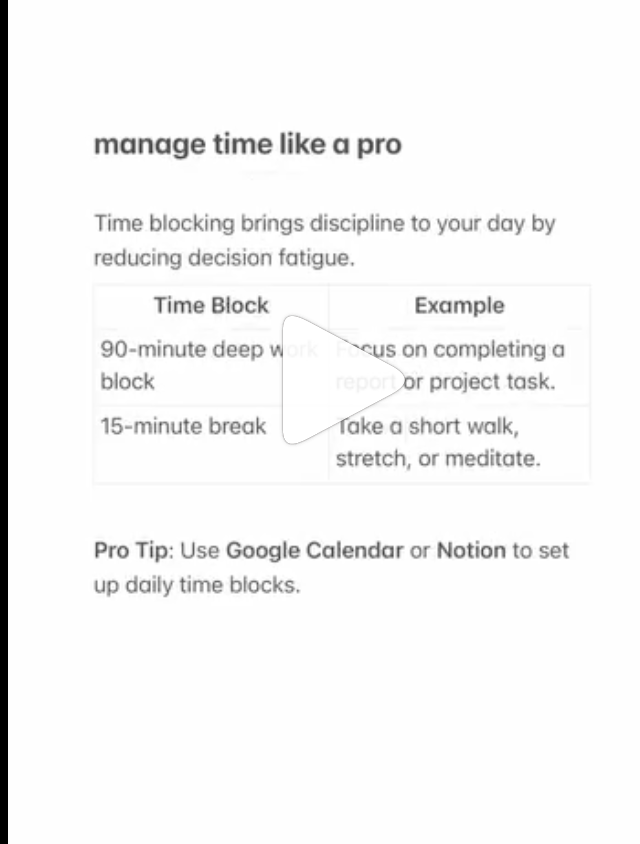 manage time like a pro
Time blocking brings discipline to your day by
reducing decision fatigue.
Time Block Example
90-minute deep work Focus on completing a
block report or project task.
15-minute break Take a short walk,
stretch, or meditate.
Pro Tip: Use Google Calendar or Notion to set
up daily time blocks.